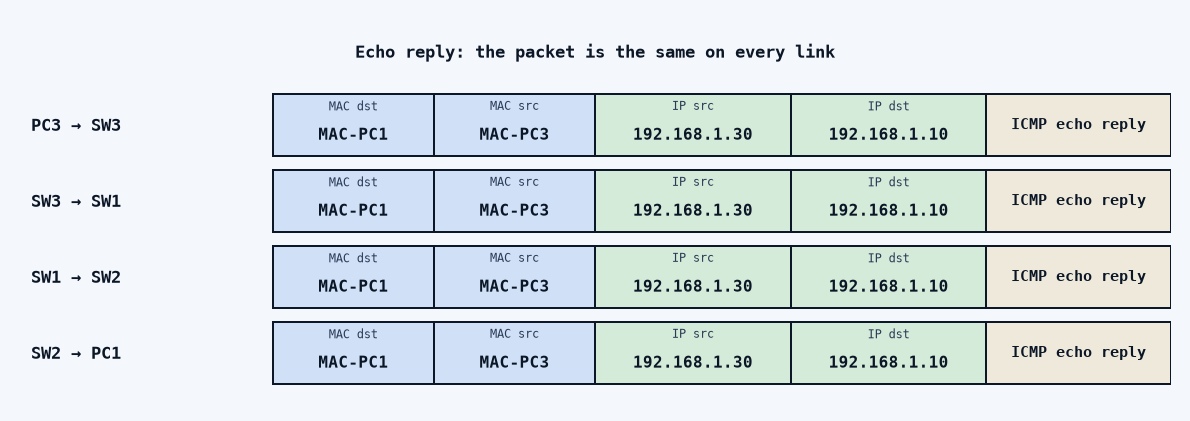 Echo reply: the packet is the same on every link
MAC dst MAC src IP src IP dst
PC3 → SW3 MAC-PC1 MAC-PC3 192.168.1.30 192.168.1.10 ICMP echo reply
MAC dst MAC src IP src IP dst
SW3 → SW1 MAC-PC1 MAC-PC3 192.168.1.30 192.168.1.10 ICMP echo reply
MAC dst MAC src IP src IP dst
SW1 → SW2 MAC-PC1 MAC-PC3 192.168.1.30 192.168.1.10 ICMP echo reply
MAC dst MAC src IP src IP dst
SW2 → PC1 MAC-PC1 MAC-PC3 192.168.1.30 192.168.1.10 ICMP echo reply